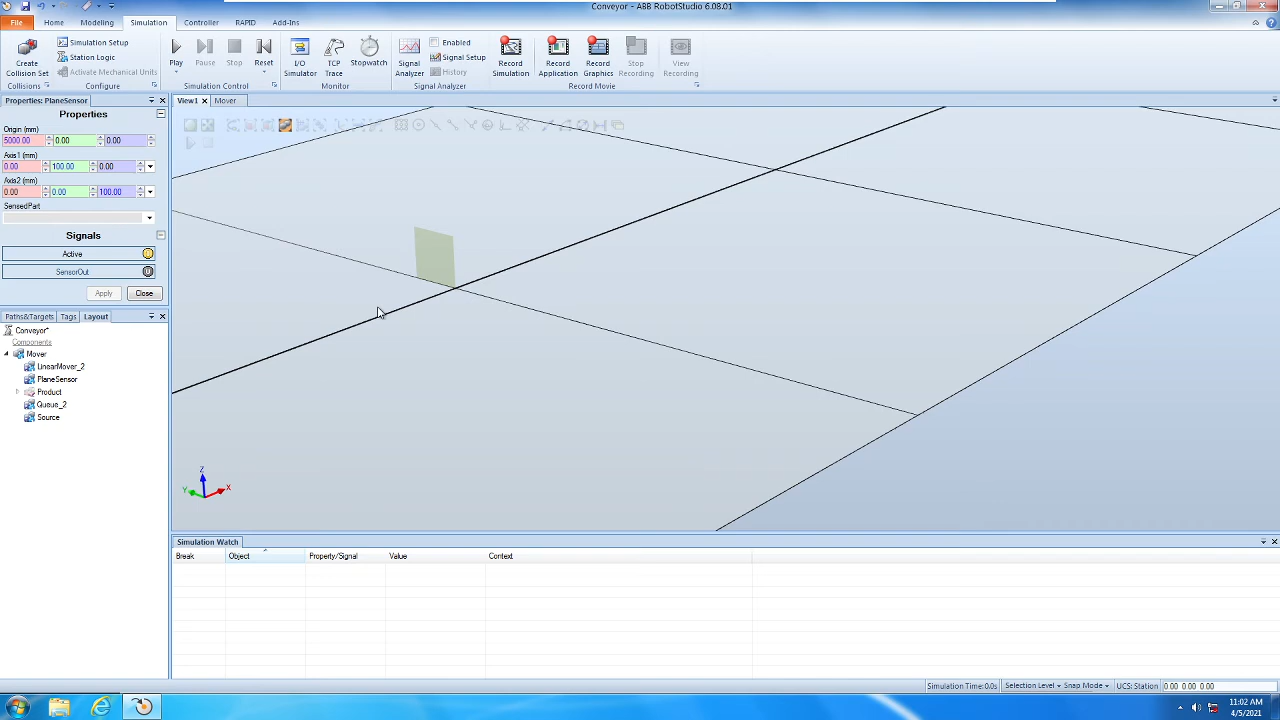 Conveyor - ABB RobotStudio 6.08.01
File Home Modeling Simulation Controller RAPID Add-Ins
Create Collision Set
Collisions
Simulation Setup
Station Logic
Activate Mechanical Units
Configure
Play Pause Stop Reset
Simulation Control
I/O Simulator
TCP Trace
Stopwatch
Monitor
Signal Analyzer
Enabled
Signal Setup
History
Signal Analyzer
Record Simulation
Record Application
Record Graphics
Stop Recording
View Recording
Record Movie
Properties: PlaneSensor
View1 Mover
Properties
Origin (mm)
5000.00 0.00 0.00
Axis1 (mm)
0.00 100.00 0.00
Axis2 (mm)
0.00 0.00 100.00
SensedPart
Signals
Active
SensorOut
Apply Close
Paths&Targets Tags Layout
Conveyor*
Components
Mover
LinearMover_2
PlaneSensor
Product
Queue_2
Source
Z
Y X
Simulation Watch
Break Object Property/Signal Value Context
Simulation Time: 0.0s Selection Level Snap Mode UCS: Station 0.00 0.00 0.00
11:02 AM
4/5/2021